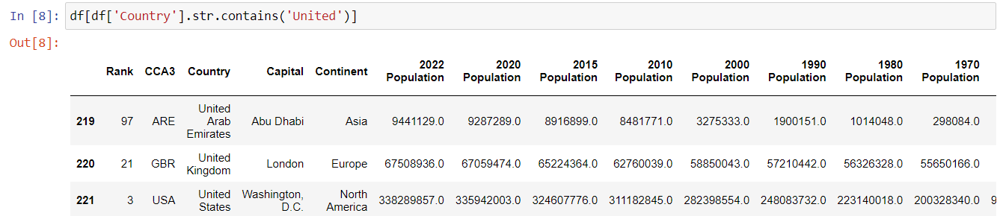 In [8]: df[df['Country'].str.contains('United')]
Out[8]:
Rank CCA3 Country Capital Continent 2022 Population 2020 Population 2015 Population 2010 Population 2000 Population 1990 Population 1980 Population 1970 Population
219 97 ARE United Arab Emirates Abu Dhabi Asia 9441129.0 9287289.0 8916899.0 8481771.0 3275333.0 1900151.0 1014048.0 298084.0
220 21 GBR United Kingdom London Europe 67508936.0 67059474.0 65224364.0 62760039.0 58850043.0 57210442.0 56326328.0 55650166.0
221 3 USA United States Washington, D.C. North America 338289857.0 335942003.0 324607776.0 311182845.0 282398554.0 248083732.0 223140018.0 200328340.0